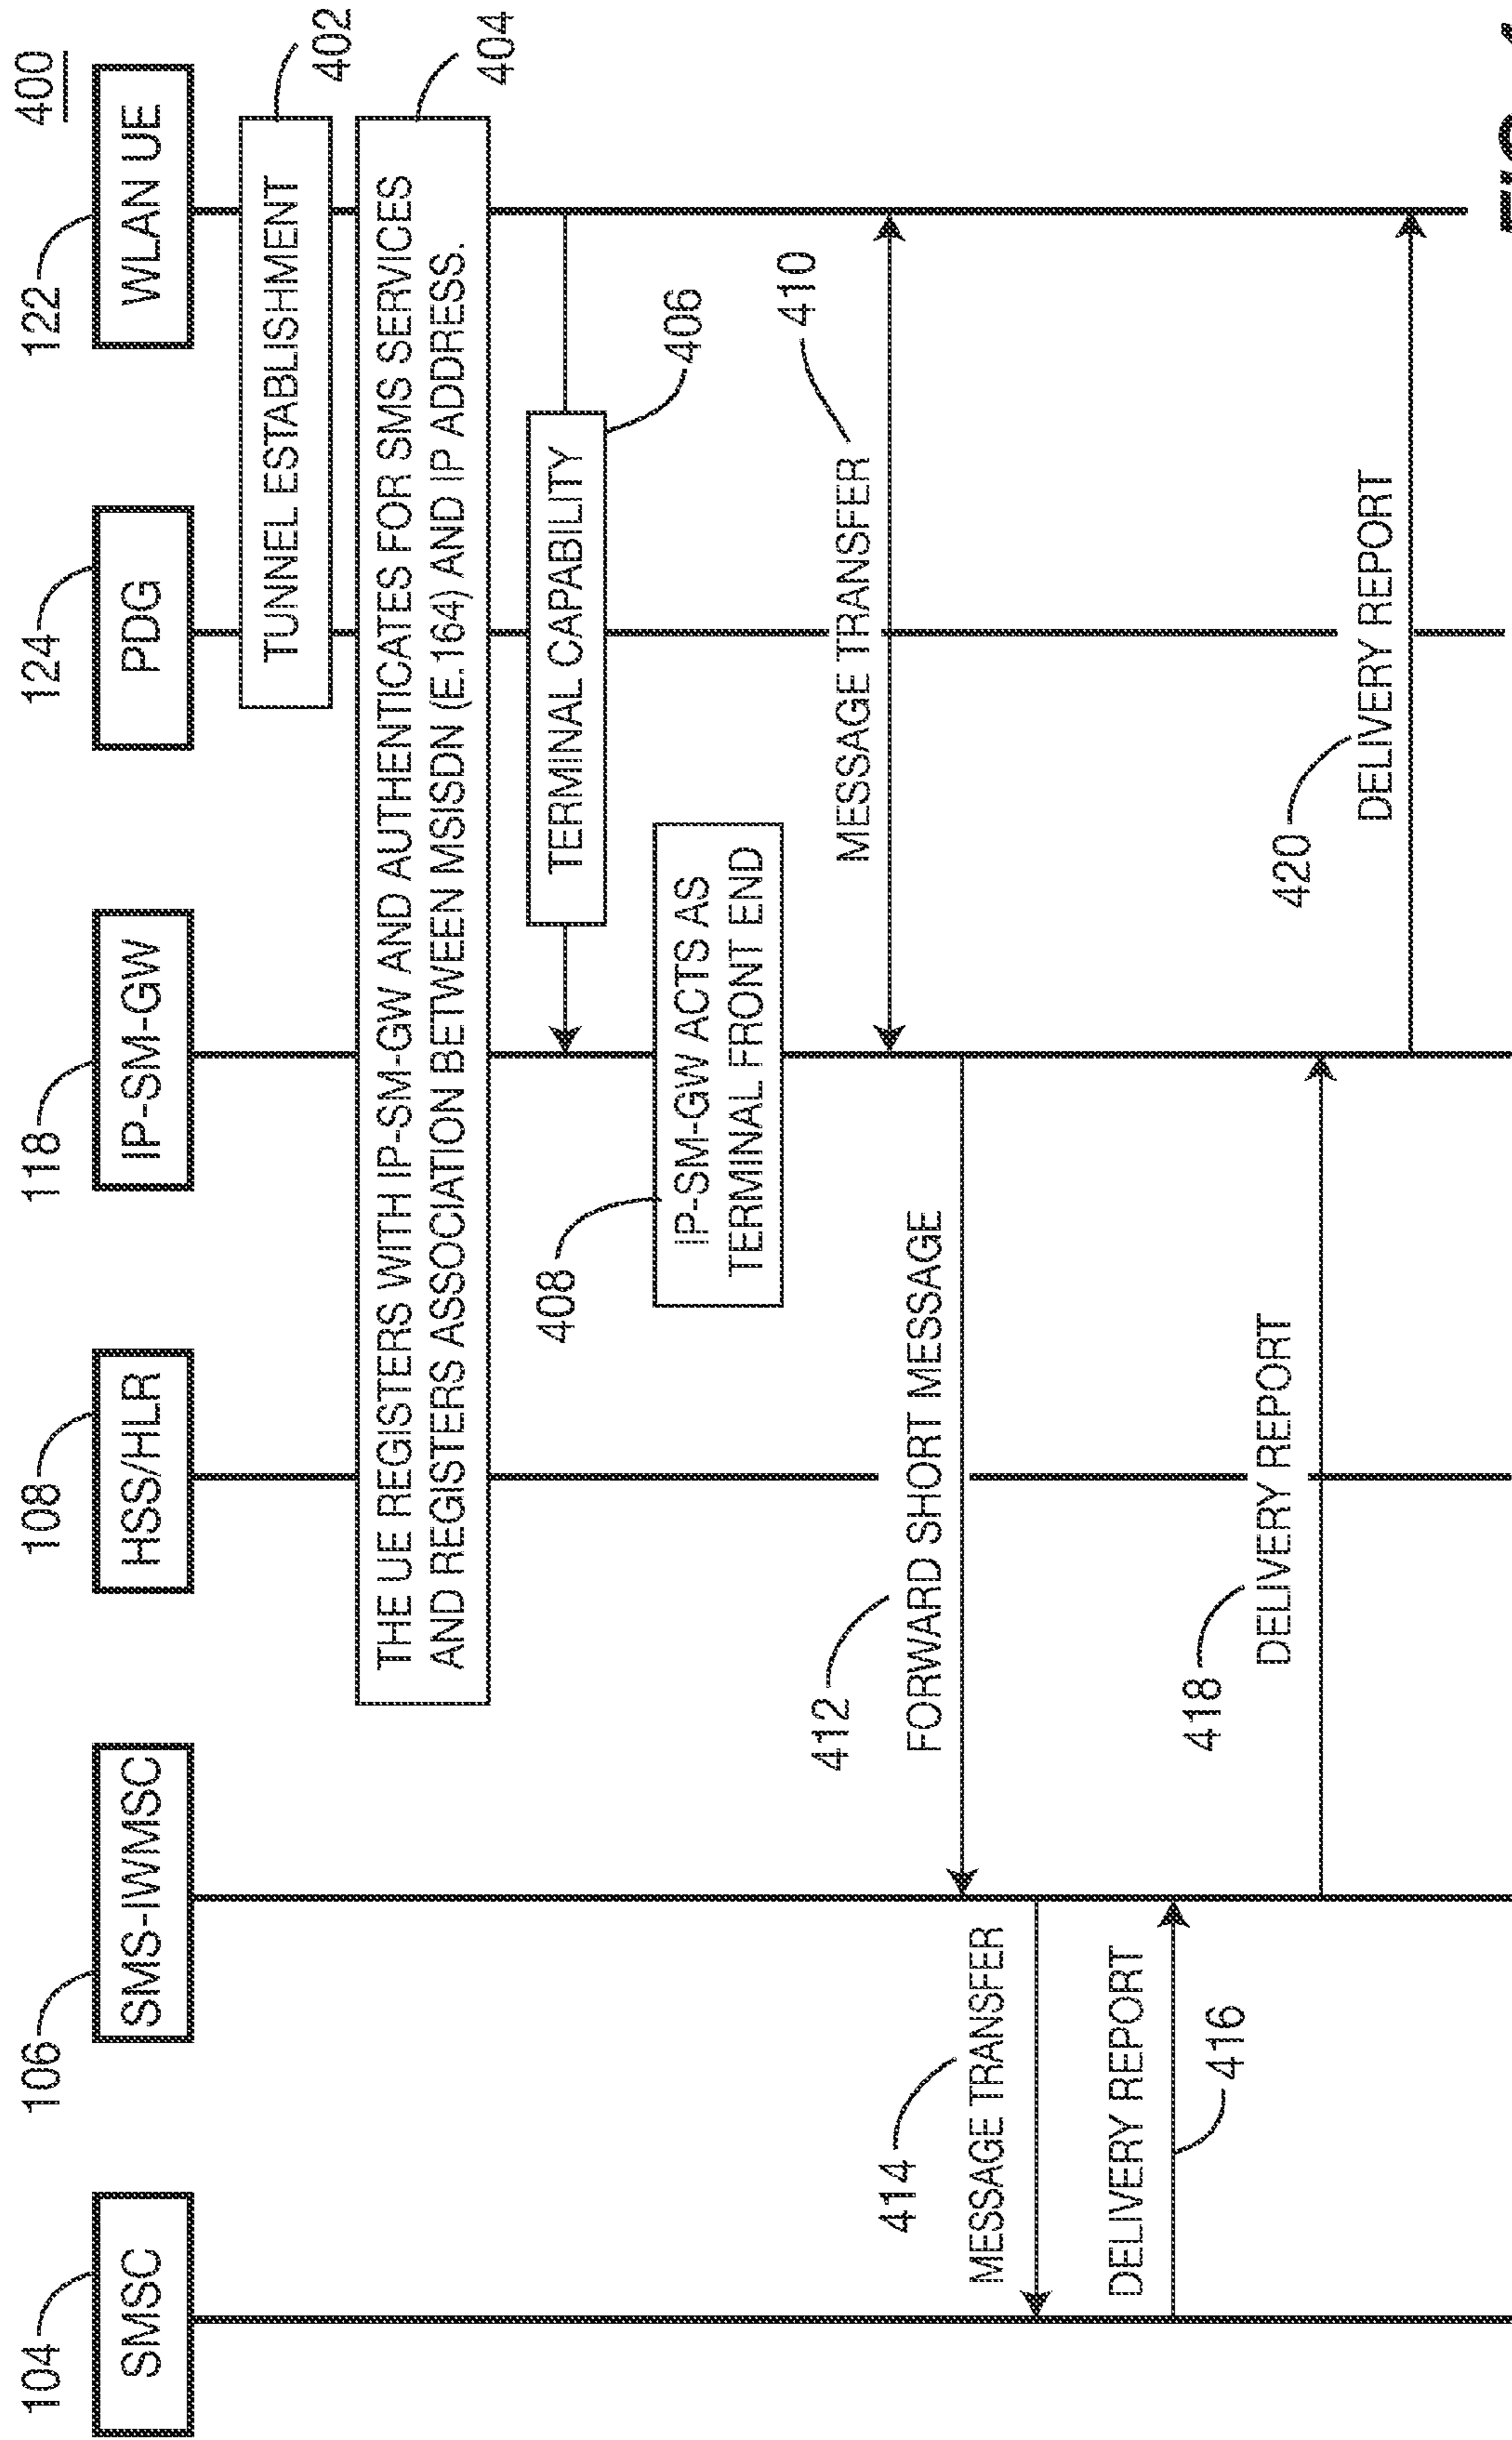 400
104
106
108
118
124
122
SMSC
SMS-IWMSC
HSS/HLR
IP-SM-GW
PDG
WLAN UE
TUNNEL ESTABLISHMENT
402
THE UE REGISTERS WITH IP-SM-GW AND AUTHENTICATES FOR SMS SERVICES
AND REGISTERS ASSOCIATION BETWEEN MSISDN (E.164) AND IP ADDRESS.
404
TERMINAL CAPABILITY
406
408
IP-SM-GW ACTS AS
TERMINAL FRONT END
410
MESSAGE TRANSFER
412
FORWARD SHORT MESSAGE
414
MESSAGE TRANSFER
DELIVERY REPORT
416
418
DELIVERY REPORT
420
DELIVERY REPORT